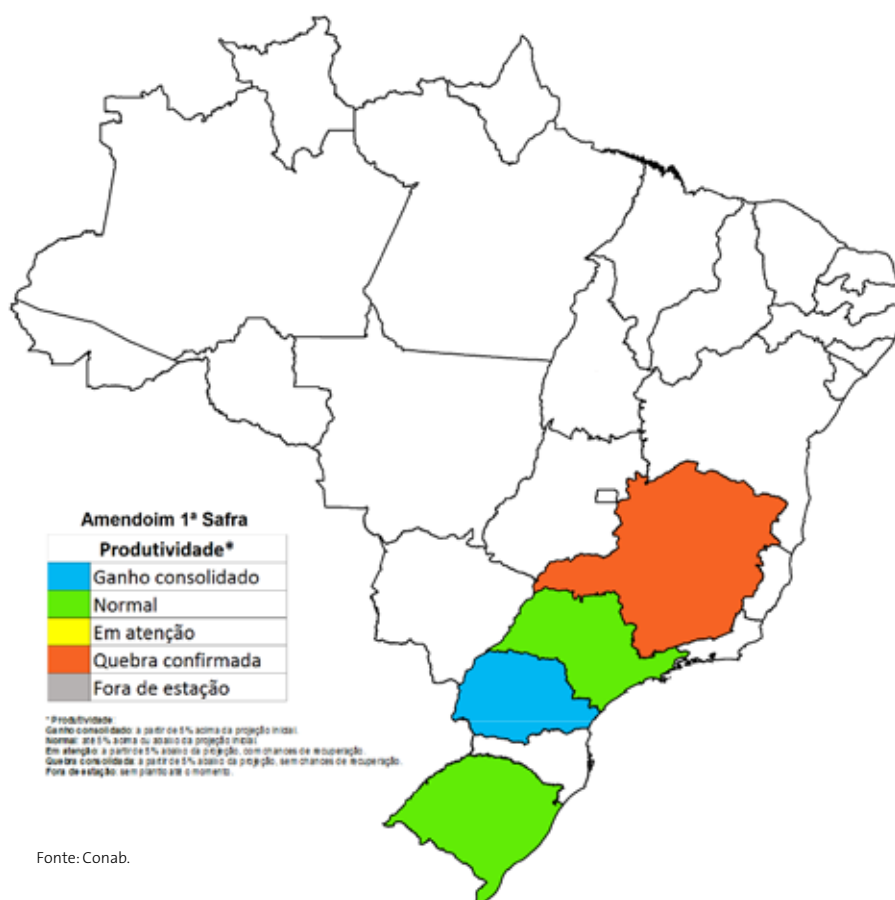 Amendoim 1ª Safra
Produtividade*
Ganho consolidado
Normal
Em atenção
Quebra confirmada
Fora de estação
* Produtividade:
Ganho consolidado: a partir de 5% acima da projeção inicial.
Normal: até 5% acima ou abaixo da projeção inicial.
Em atenção: a partir de 5% abaixo da projeção, com chances de recuperação.
Quebra consolidada: a partir de 5% abaixo da projeção, sem chances de recuperação.
Fora de estação: sem plantio até o momento.
Fonte: Conab.